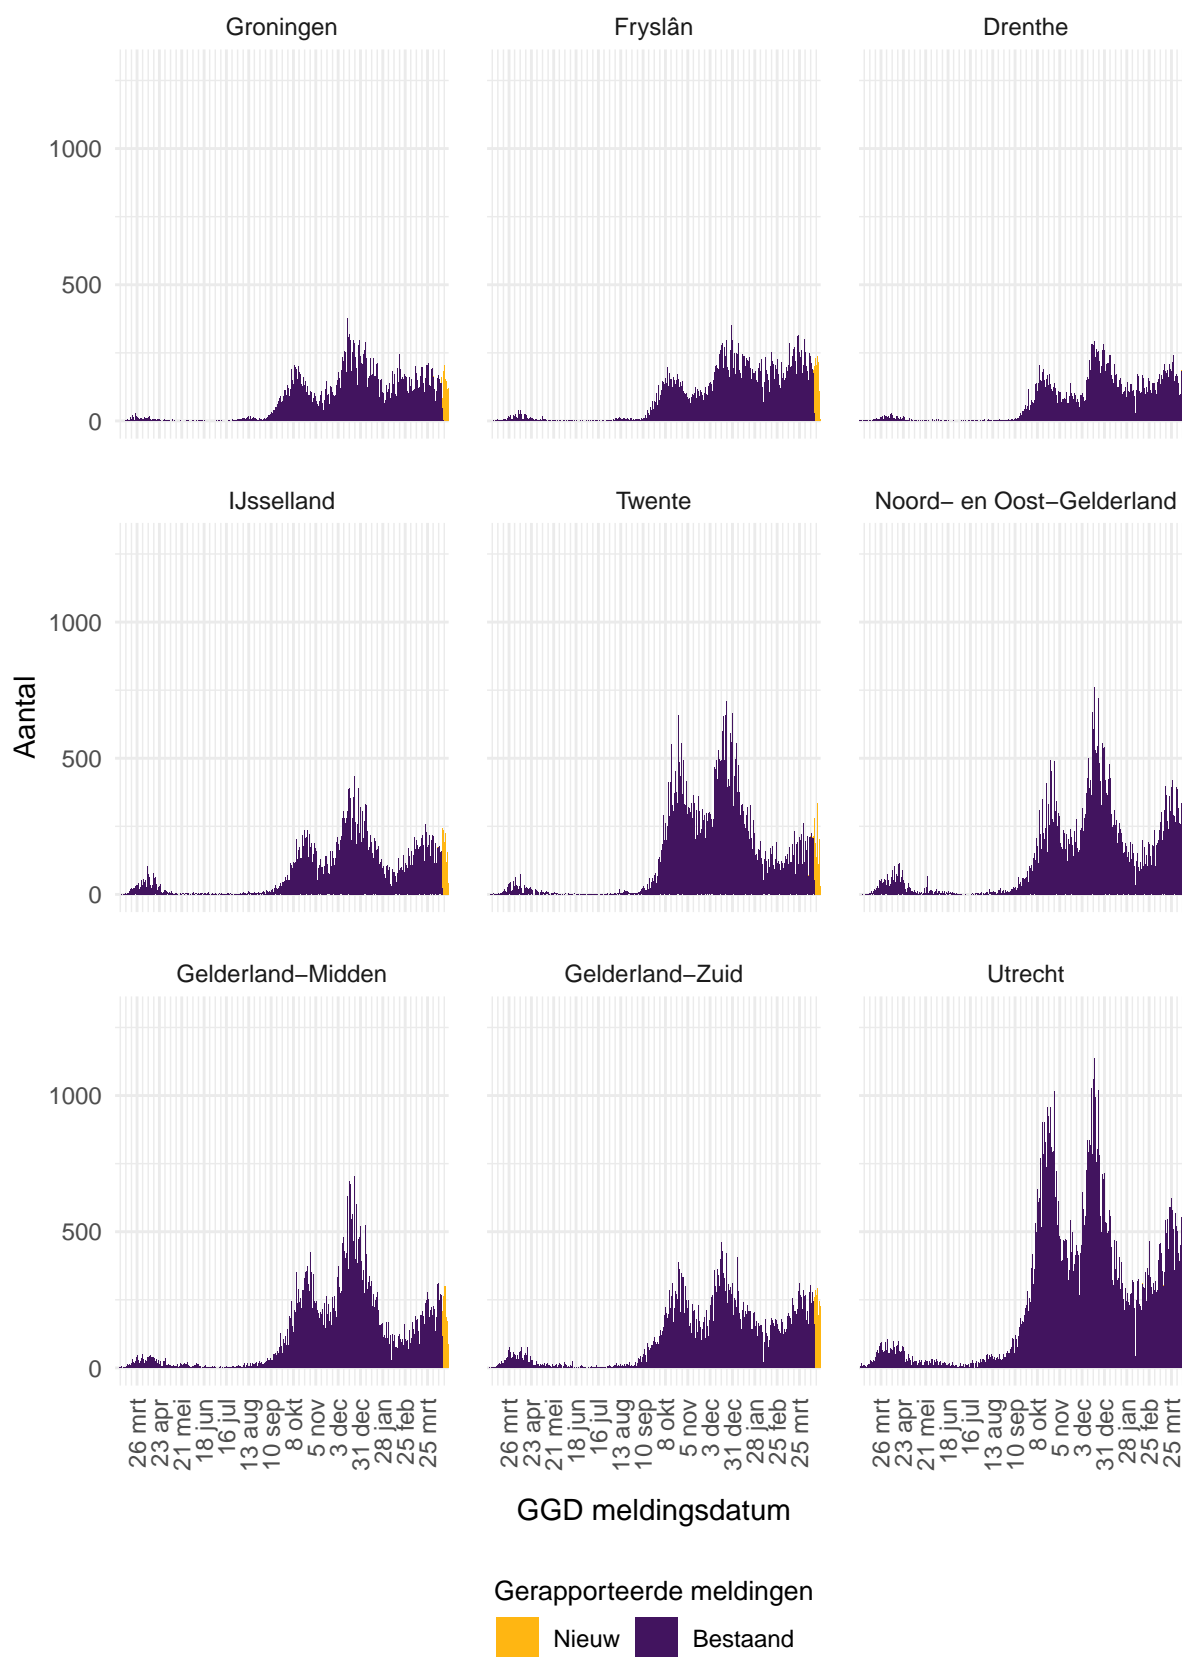 Groningen Fryslân Drenthe
1000
500
0
IJsselland Twente Noord− en Oost−Gelderland
1000
500
0
Aantal
Gelderland−Midden Gelderland−Zuid Utrecht
1000
500
0
26 mrt 23 apr 21 mei 18 jun 16 jul 13 aug 10 sep 8 okt 5 nov 3 dec 31 dec 28 jan 25 feb 25 mrt 26 mrt 23 apr 21 mei 18 jun 16 jul 13 aug 10 sep 8 okt 5 nov 3 dec 31 dec 28 jan 25 feb 25 mrt 26 mrt 23 apr 21 mei 18 jun 16 jul 13 aug 10 sep 8 okt 5 nov 3 dec 31 dec 28 jan 25 feb 25 mrt
GGD meldingsdatum
Gerapporteerde meldingen
Nieuw Bestaand